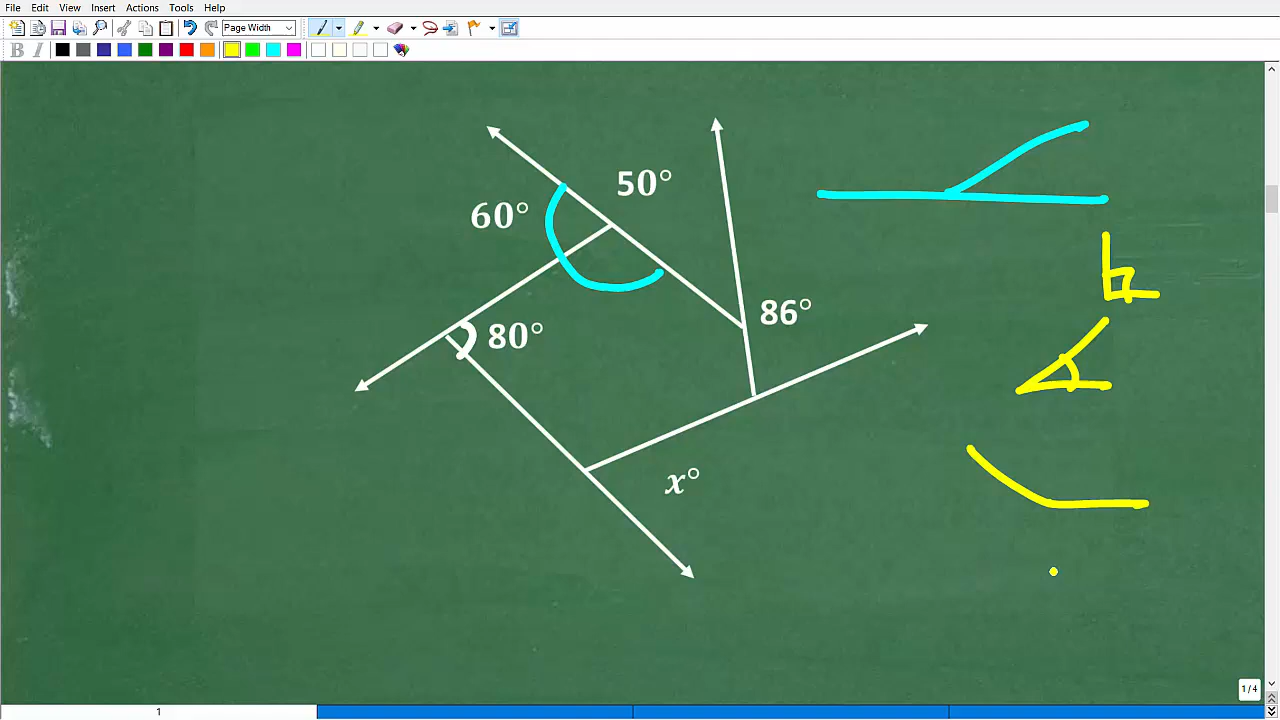 File Edit View Insert Actions Tools Help
Page Width
B I
50°
60°
86°
80°
x°
1/4
1